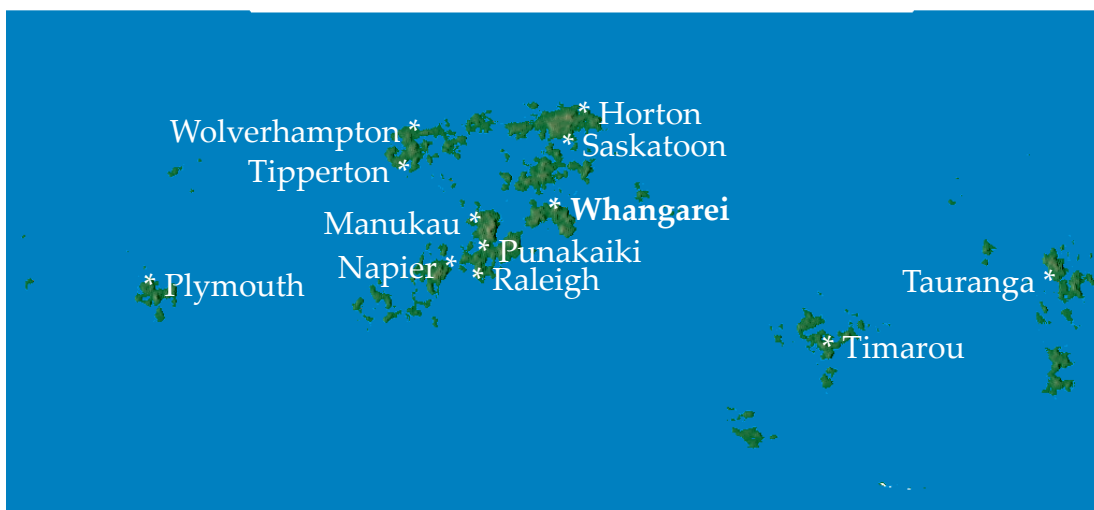 Horton
Wolverhampton
Saskatoon
Tipperton
Whangarei
Manukau
Punakaiki
Napier
Raleigh
Plymouth
Tauranga
Timarou